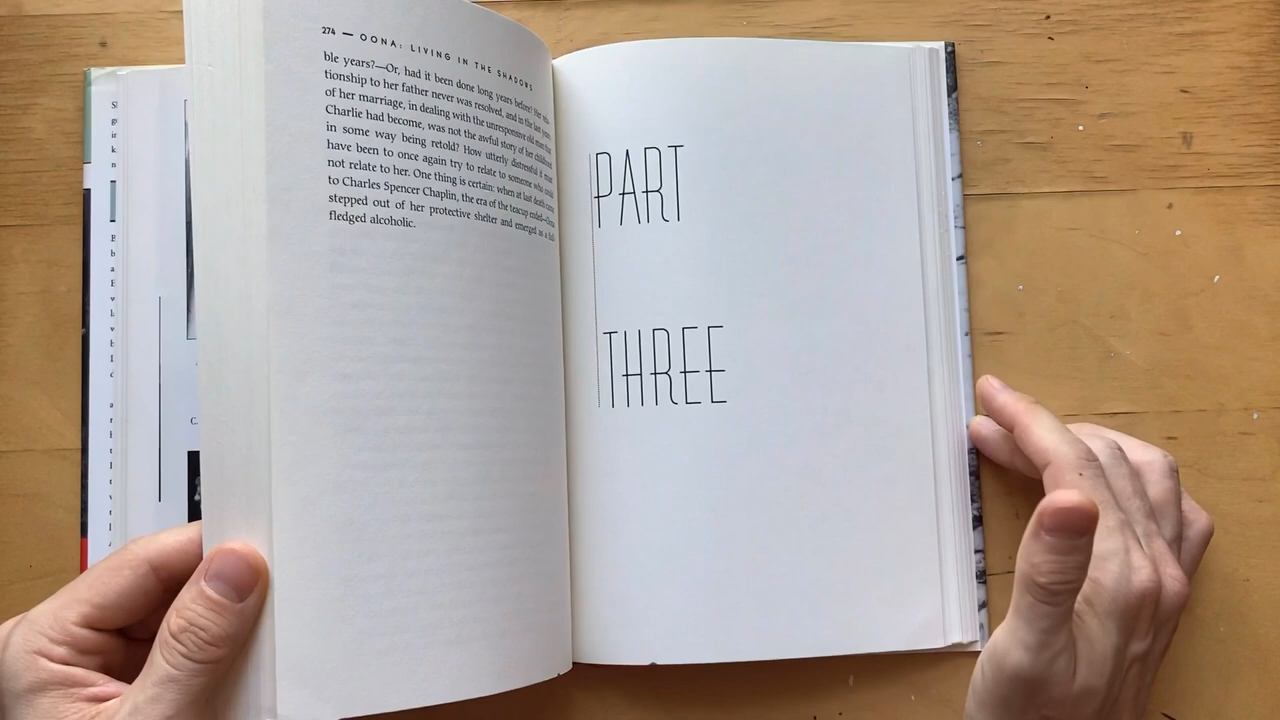 274 — OONA: LIVING IN THE SHADOWS
ble years?—Or, had it been done long years before? Her rela-
tionship to her father never was resolved, and in the last years
of her marriage, in dealing with the unresponsive old man that
Charlie had become, was not the awful story of her childhood
in some way being retold? How utterly distressful it must
have been to once again try to relate to someone who could
not relate to her. One thing is certain: when at last death came
to Charles Spencer Chaplin, the era of the teacup ended—Oona
stepped out of her protective shelter and emerged as a full-
fledged alcoholic.
PART
THREE
C.